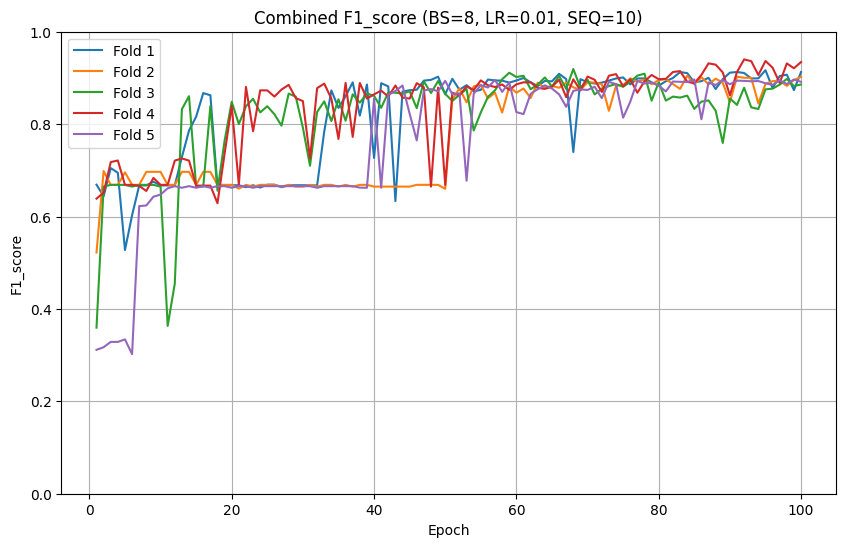 Combined F1_score (BS=8, LR=0.01, SEQ=10)
Fold 1
Fold 2
Fold 3
Fold 4
Fold 5
1.0
0.8
0.6
0.4
0.2
0.0
F1_score
0 20 40 60 80 100
Epoch